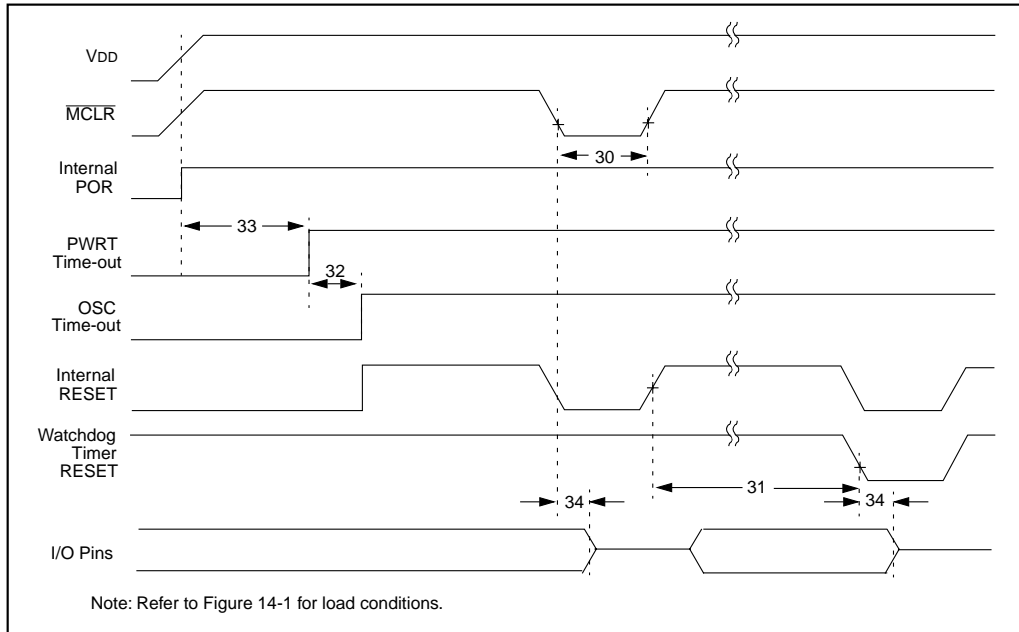 VDD
MCLR
30
Internal
POR
33
PWRT
Time-out
32
OSC
Time-out
Internal
RESET
Watchdog
Timer
RESET
31
34
34
I/O Pins
Note: Refer to Figure 14-1 for load conditions.